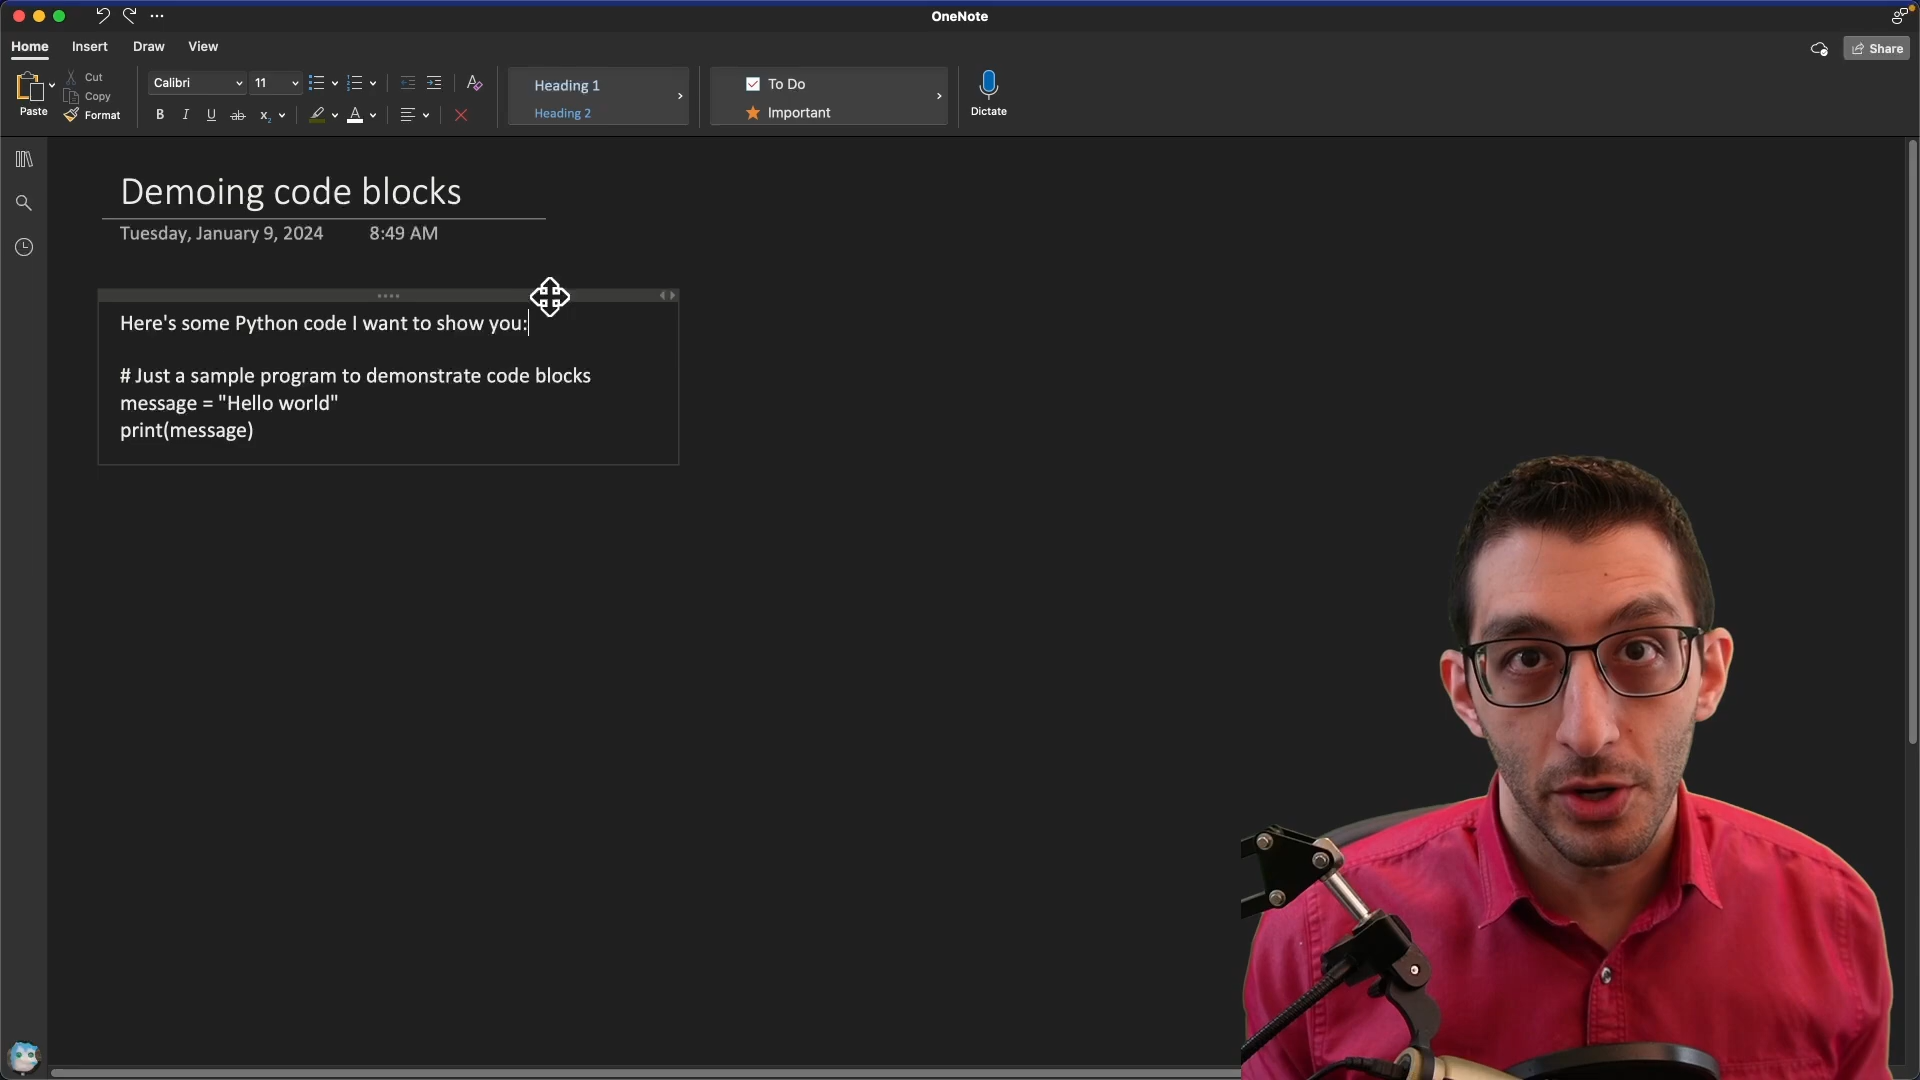 OneNote
Home Insert Draw View
Share
Paste
Cut
Copy
Format
Calibri 11
B I U ab x₂ A
Heading 1
Heading 2
To Do
Important
Dictate
Demoing code blocks
Tuesday, January 9, 2024 8:49 AM
Here's some Python code I want to show you:
# Just a sample program to demonstrate code blocks
message = "Hello world"
print(message)